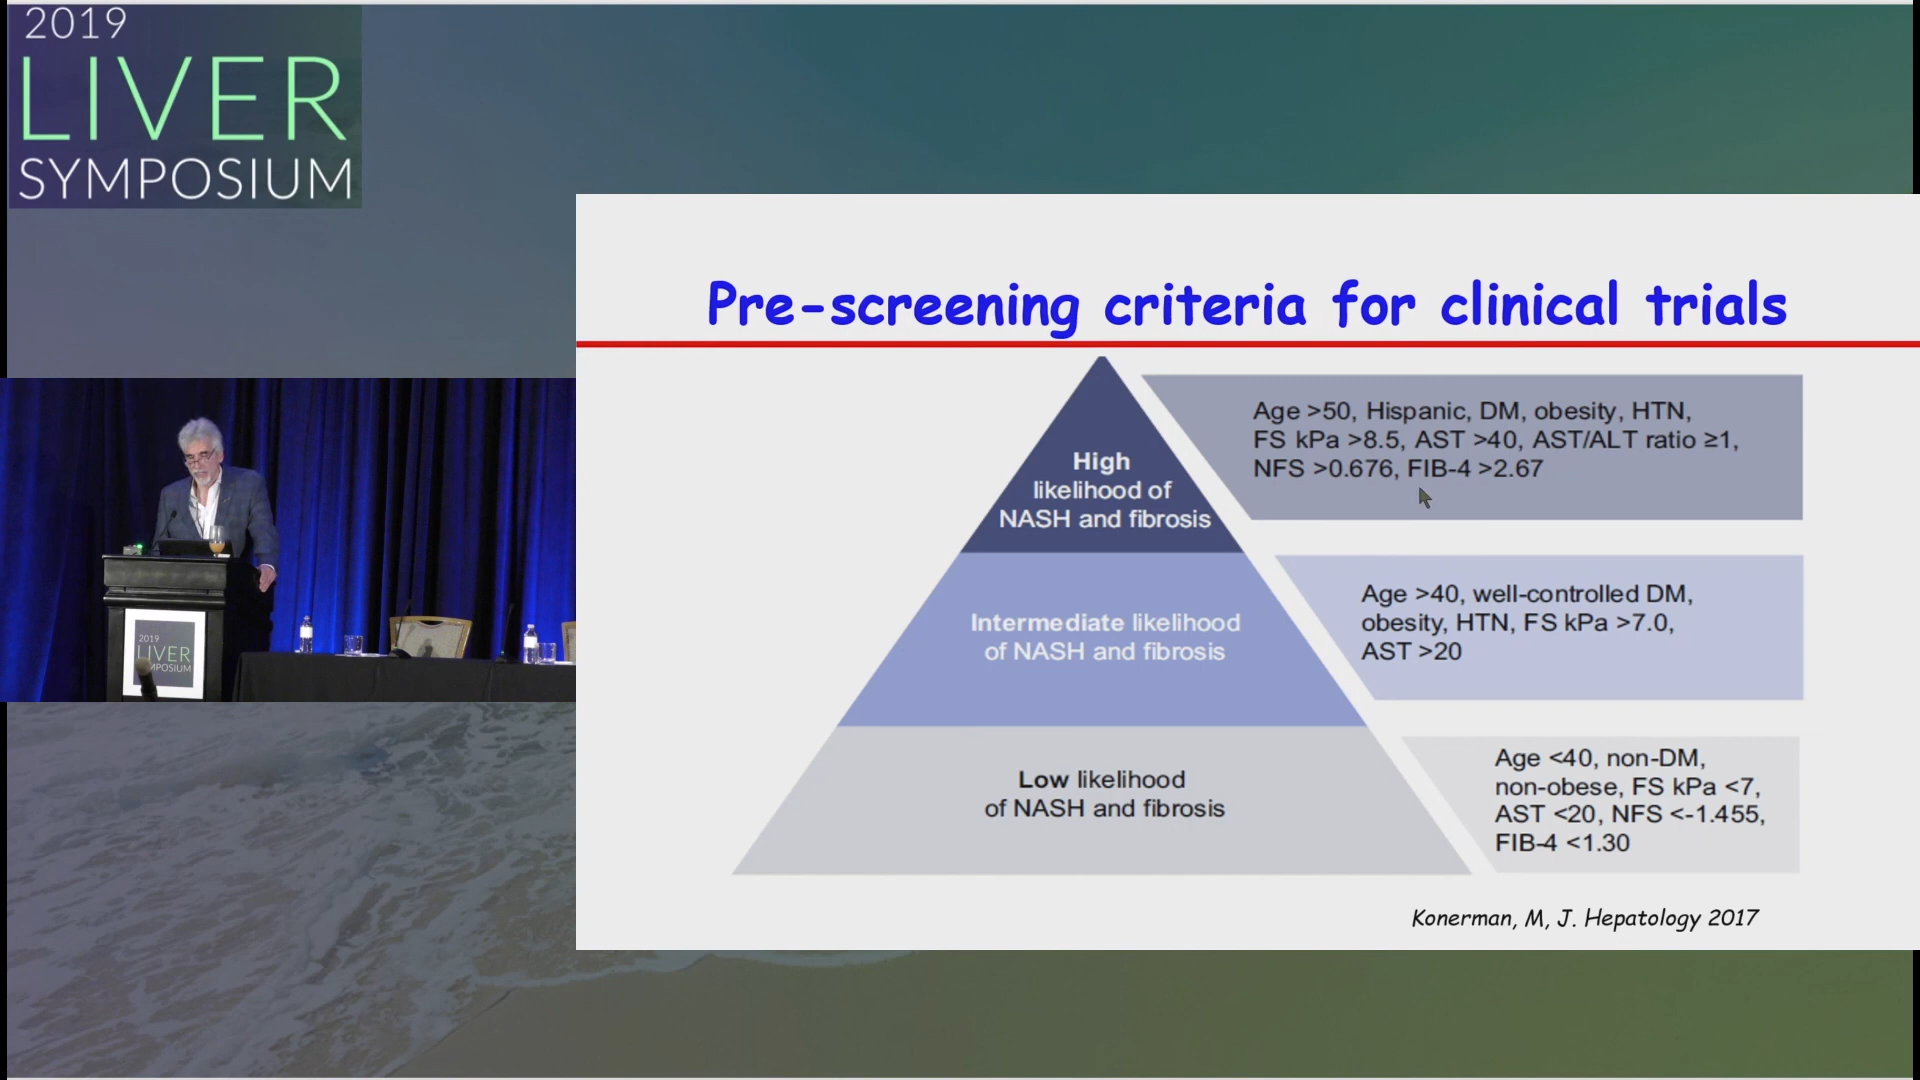 2019
LIVER
SYMPOSIUM
Pre-screening criteria for clinical trials
High
likelihood of
NASH and fibrosis
Age >50, Hispanic, DM, obesity, HTN,
FS kPa >8.5, AST >40, AST/ALT ratio ≥1,
NFS >0.676, FIB-4 >2.67
Intermediate likelihood
of NASH and fibrosis
Age >40, well-controlled DM,
obesity, HTN, FS kPa >7.0,
AST >20
Low likelihood
of NASH and fibrosis
Age <40, non-DM,
non-obese, FS kPa <7,
AST <20, NFS <-1.455,
FIB-4 <1.30
Konerman, M, J. Hepatology 2017
2019
LIVER
MPOSIUM